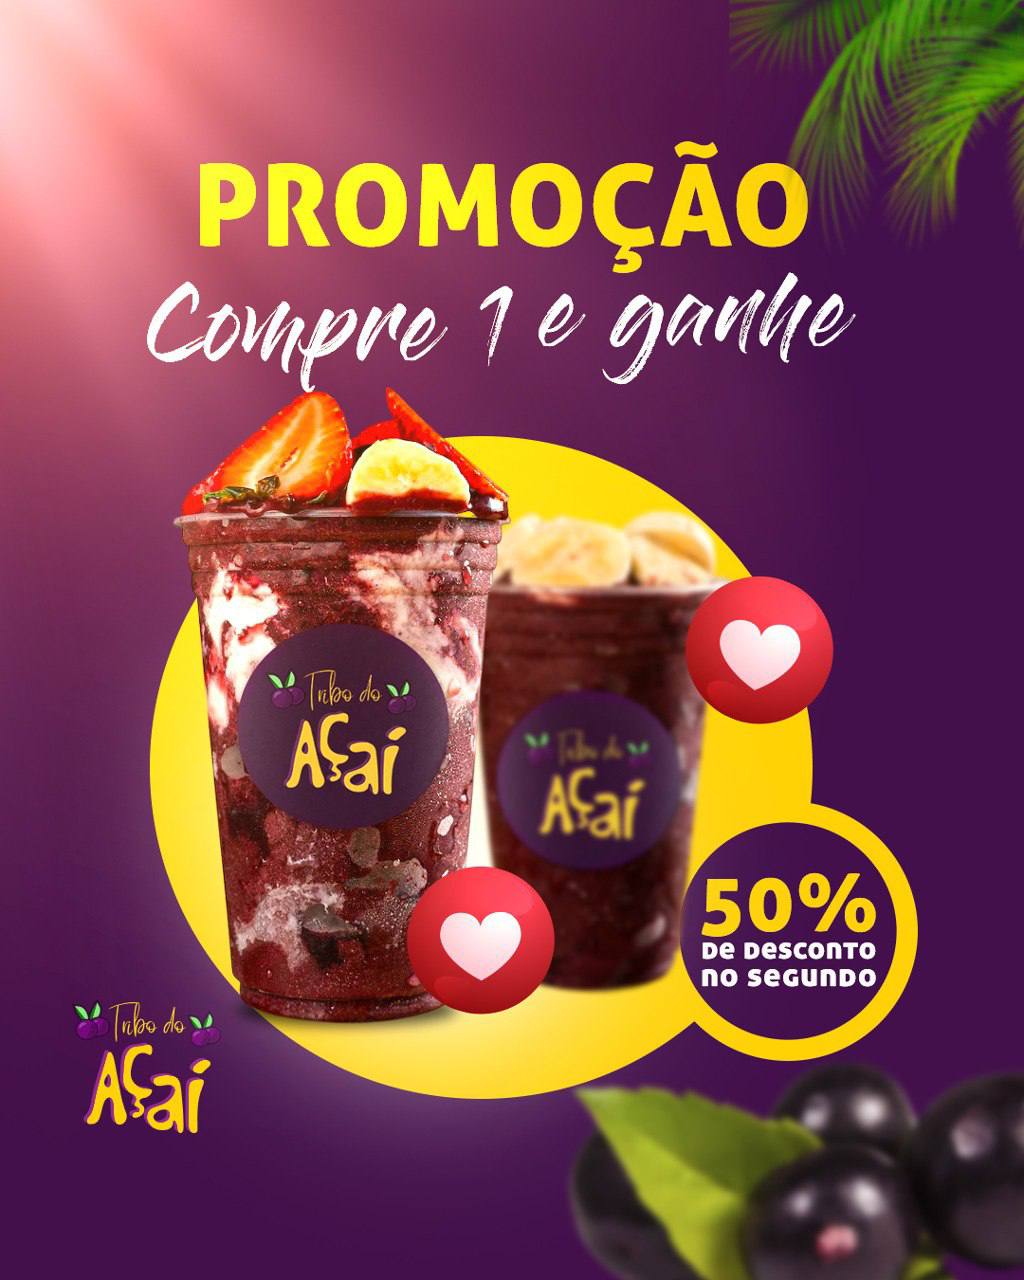 PROMOÇÃO
Compre 1 e ganhe
Tribo do
Açaí
Tribo do
Açaí
50%
DE DESCONTO
NO SEGUNDO
Tribo do
Açaí